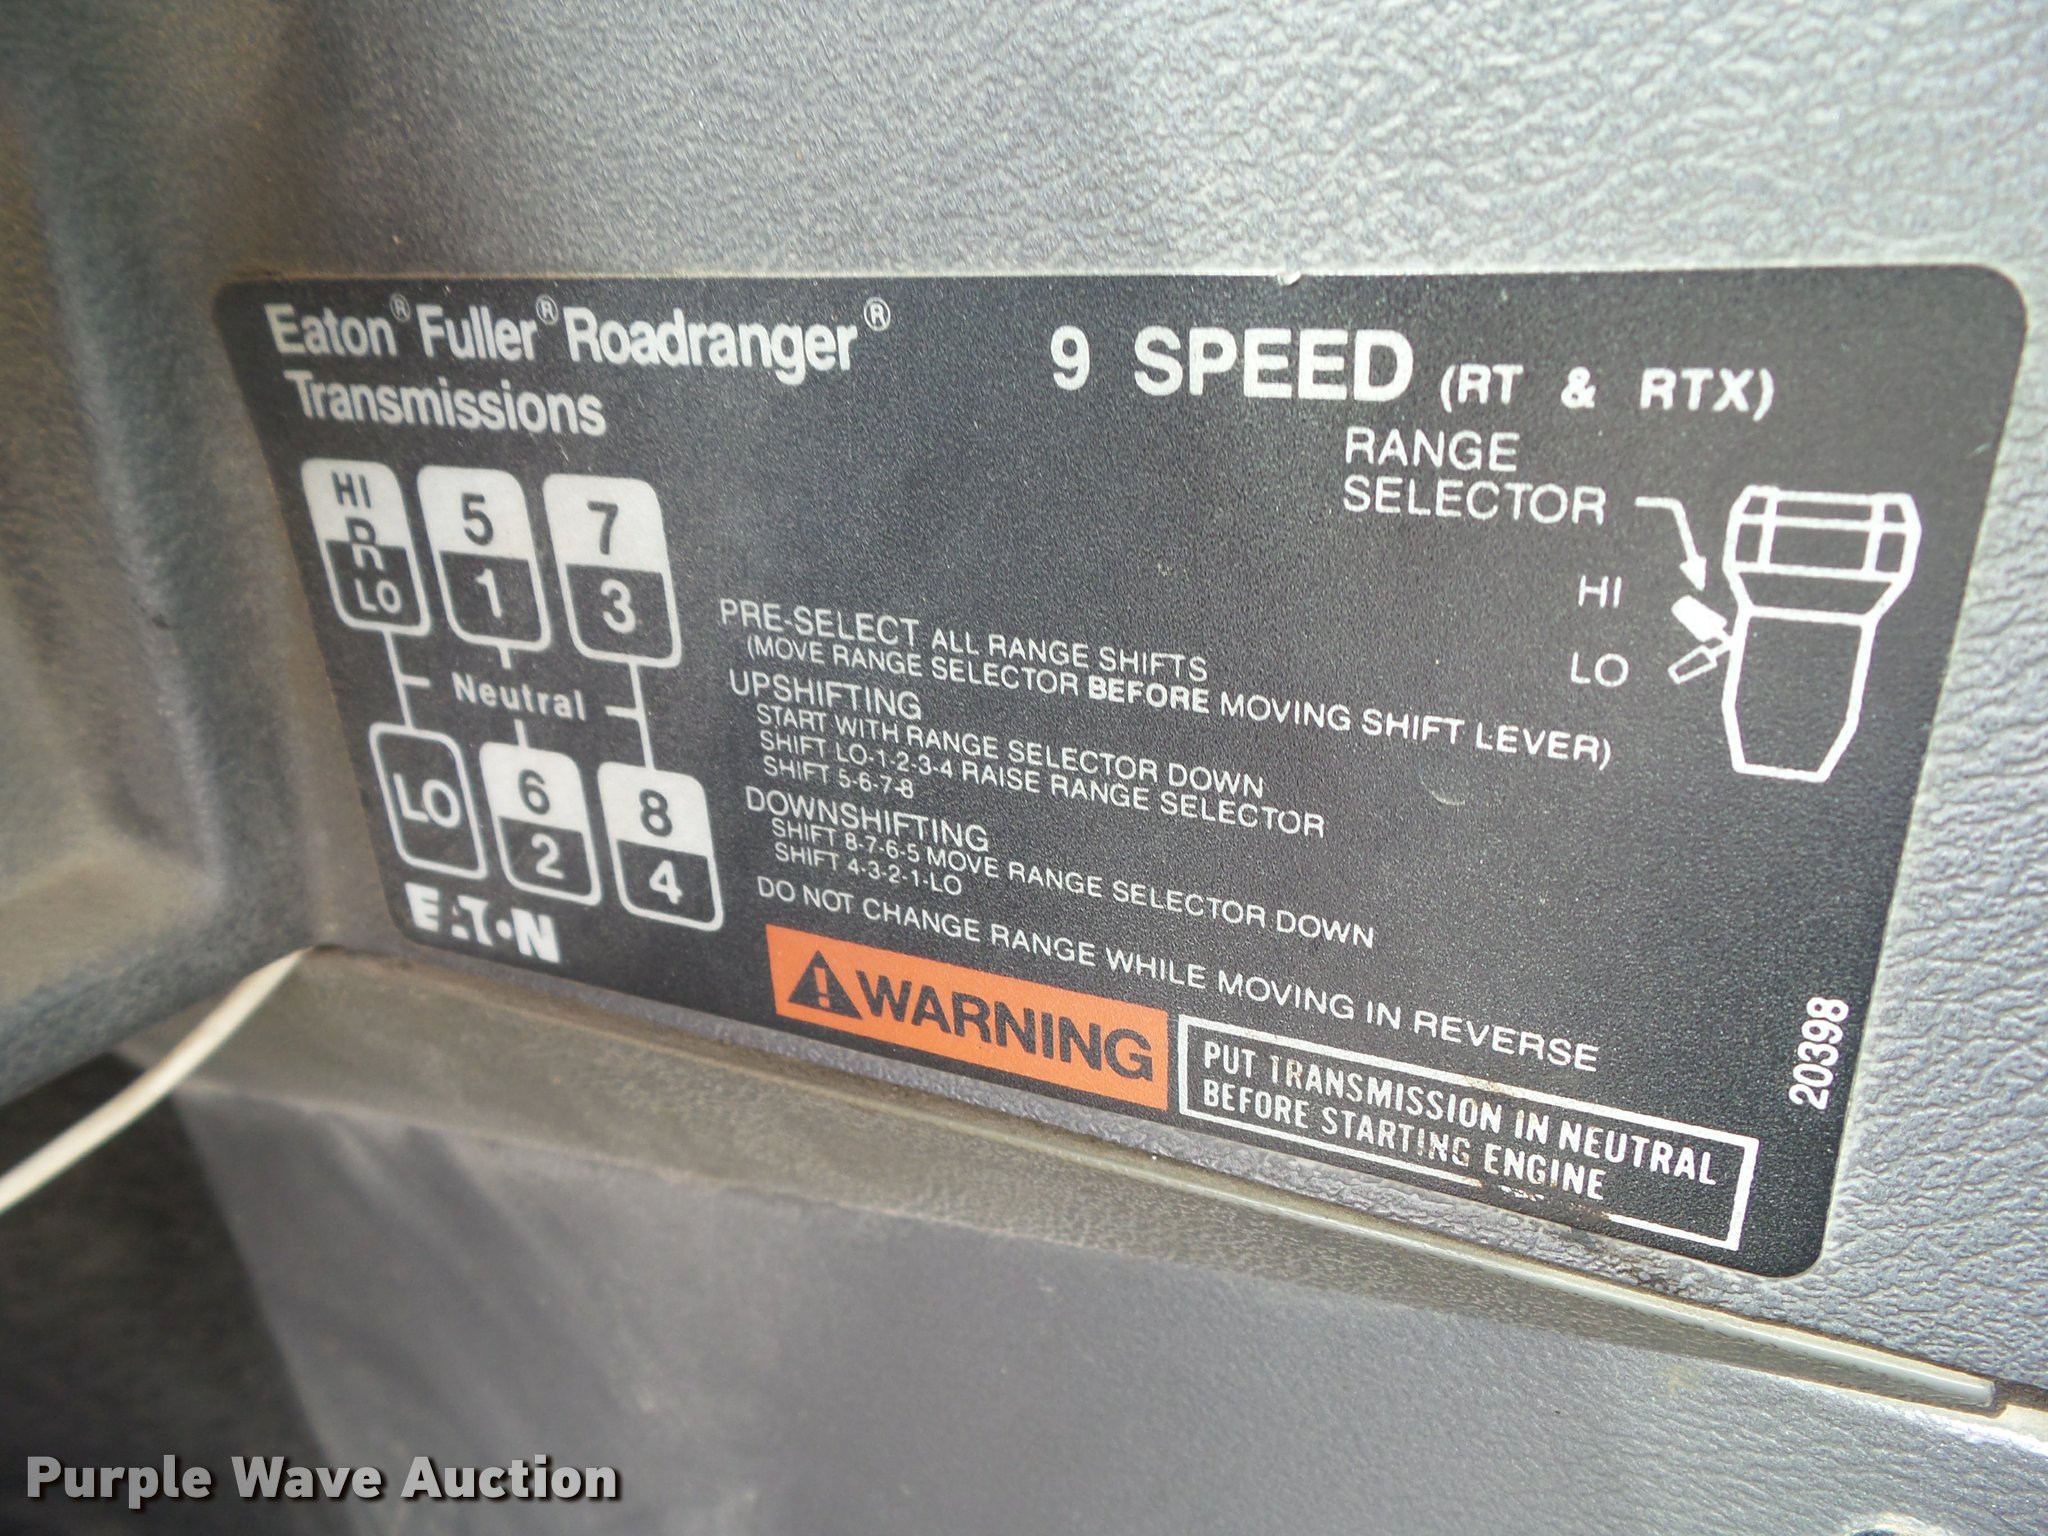 Eaton® Fuller® Roadranger®
Transmissions
9 SPEED (RT & RTX)
RANGE
SELECTOR
HI
LO
HI
R
LO
5
1
7
3
Neutral
LO
6
2
8
4
EATON
PRE-SELECT ALL RANGE SHIFTS
(MOVE RANGE SELECTOR BEFORE MOVING SHIFT LEVER)
UPSHIFTING
START WITH RANGE SELECTOR DOWN
SHIFT LO-1-2-3-4 RAISE RANGE SELECTOR
SHIFT 5-6-7-8
DOWNSHIFTING
SHIFT 8-7-6-5 MOVE RANGE SELECTOR DOWN
SHIFT 4-3-2-1-LO
DO NOT CHANGE RANGE WHILE MOVING IN REVERSE
WARNING
PUT TRANSMISSION IN NEUTRAL
BEFORE STARTING ENGINE
20398
Purple Wave Auction